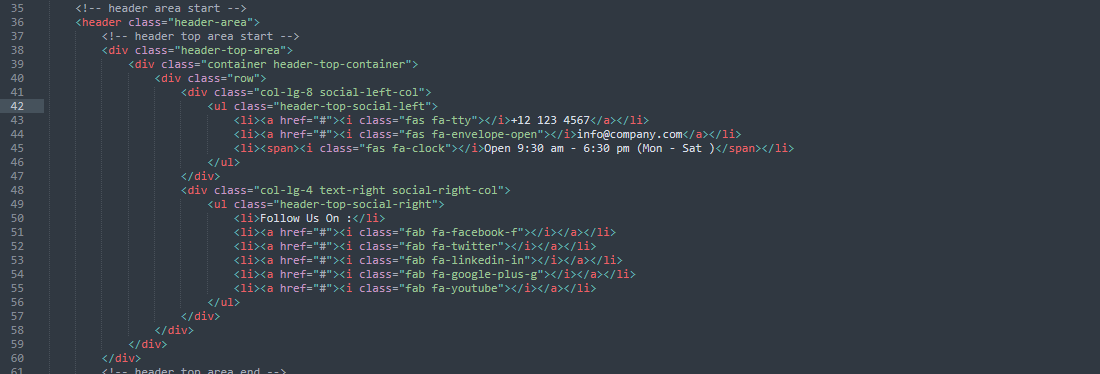 35 <!-- header area start -->
36 <header class="header-area">
37 <!-- header top area start -->
38 <div class="header-top-area">
39 <div class="container header-top-container">
40 <div class="row">
41 <div class="col-lg-8 social-left-col">
42 <ul class="header-top-social-left">
43 <li><a href="#"><i class="fas fa-tty"></i>+12 123 4567</a></li>
44 <li><a href="#"><i class="fas fa-envelope-open"></i>info@company.com</a></li>
45 <li><span><i class="fas fa-clock"></i>Open 9:30 am - 6:30 pm (Mon - Sat )</span></li>
46 </ul>
47 </div>
48 <div class="col-lg-4 text-right social-right-col">
49 <ul class="header-top-social-right">
50 <li>Follow Us On :</li>
51 <li><a href="#"><i class="fab fa-facebook-f"></i></a></li>
52 <li><a href="#"><i class="fab fa-twitter"></i></a></li>
53 <li><a href="#"><i class="fab fa-linkedin-in"></i></a></li>
54 <li><a href="#"><i class="fab fa-google-plus-g"></i></a></li>
55 <li><a href="#"><i class="fab fa-youtube"></i></a></li>
56 </ul>
57 </div>
58 </div>
59 </div>
60 </div>
61 <!-- header top area end -->